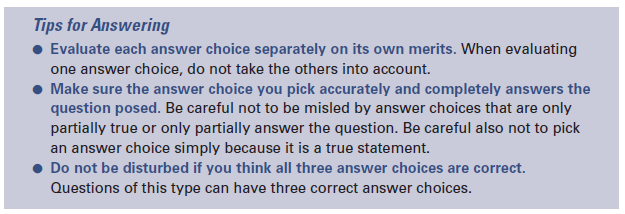 Tips for Answering
● Evaluate each answer choice separately on its own merits. When evaluating
one answer choice, do not take the others into account.
● Make sure the answer choice you pick accurately and completely answers the
question posed. Be careful not to be misled by answer choices that are only
partially true or only partially answer the question. Be careful also not to pick
an answer choice simply because it is a true statement.
● Do not be disturbed if you think all three answer choices are correct.
Questions of this type can have three correct answer choices.